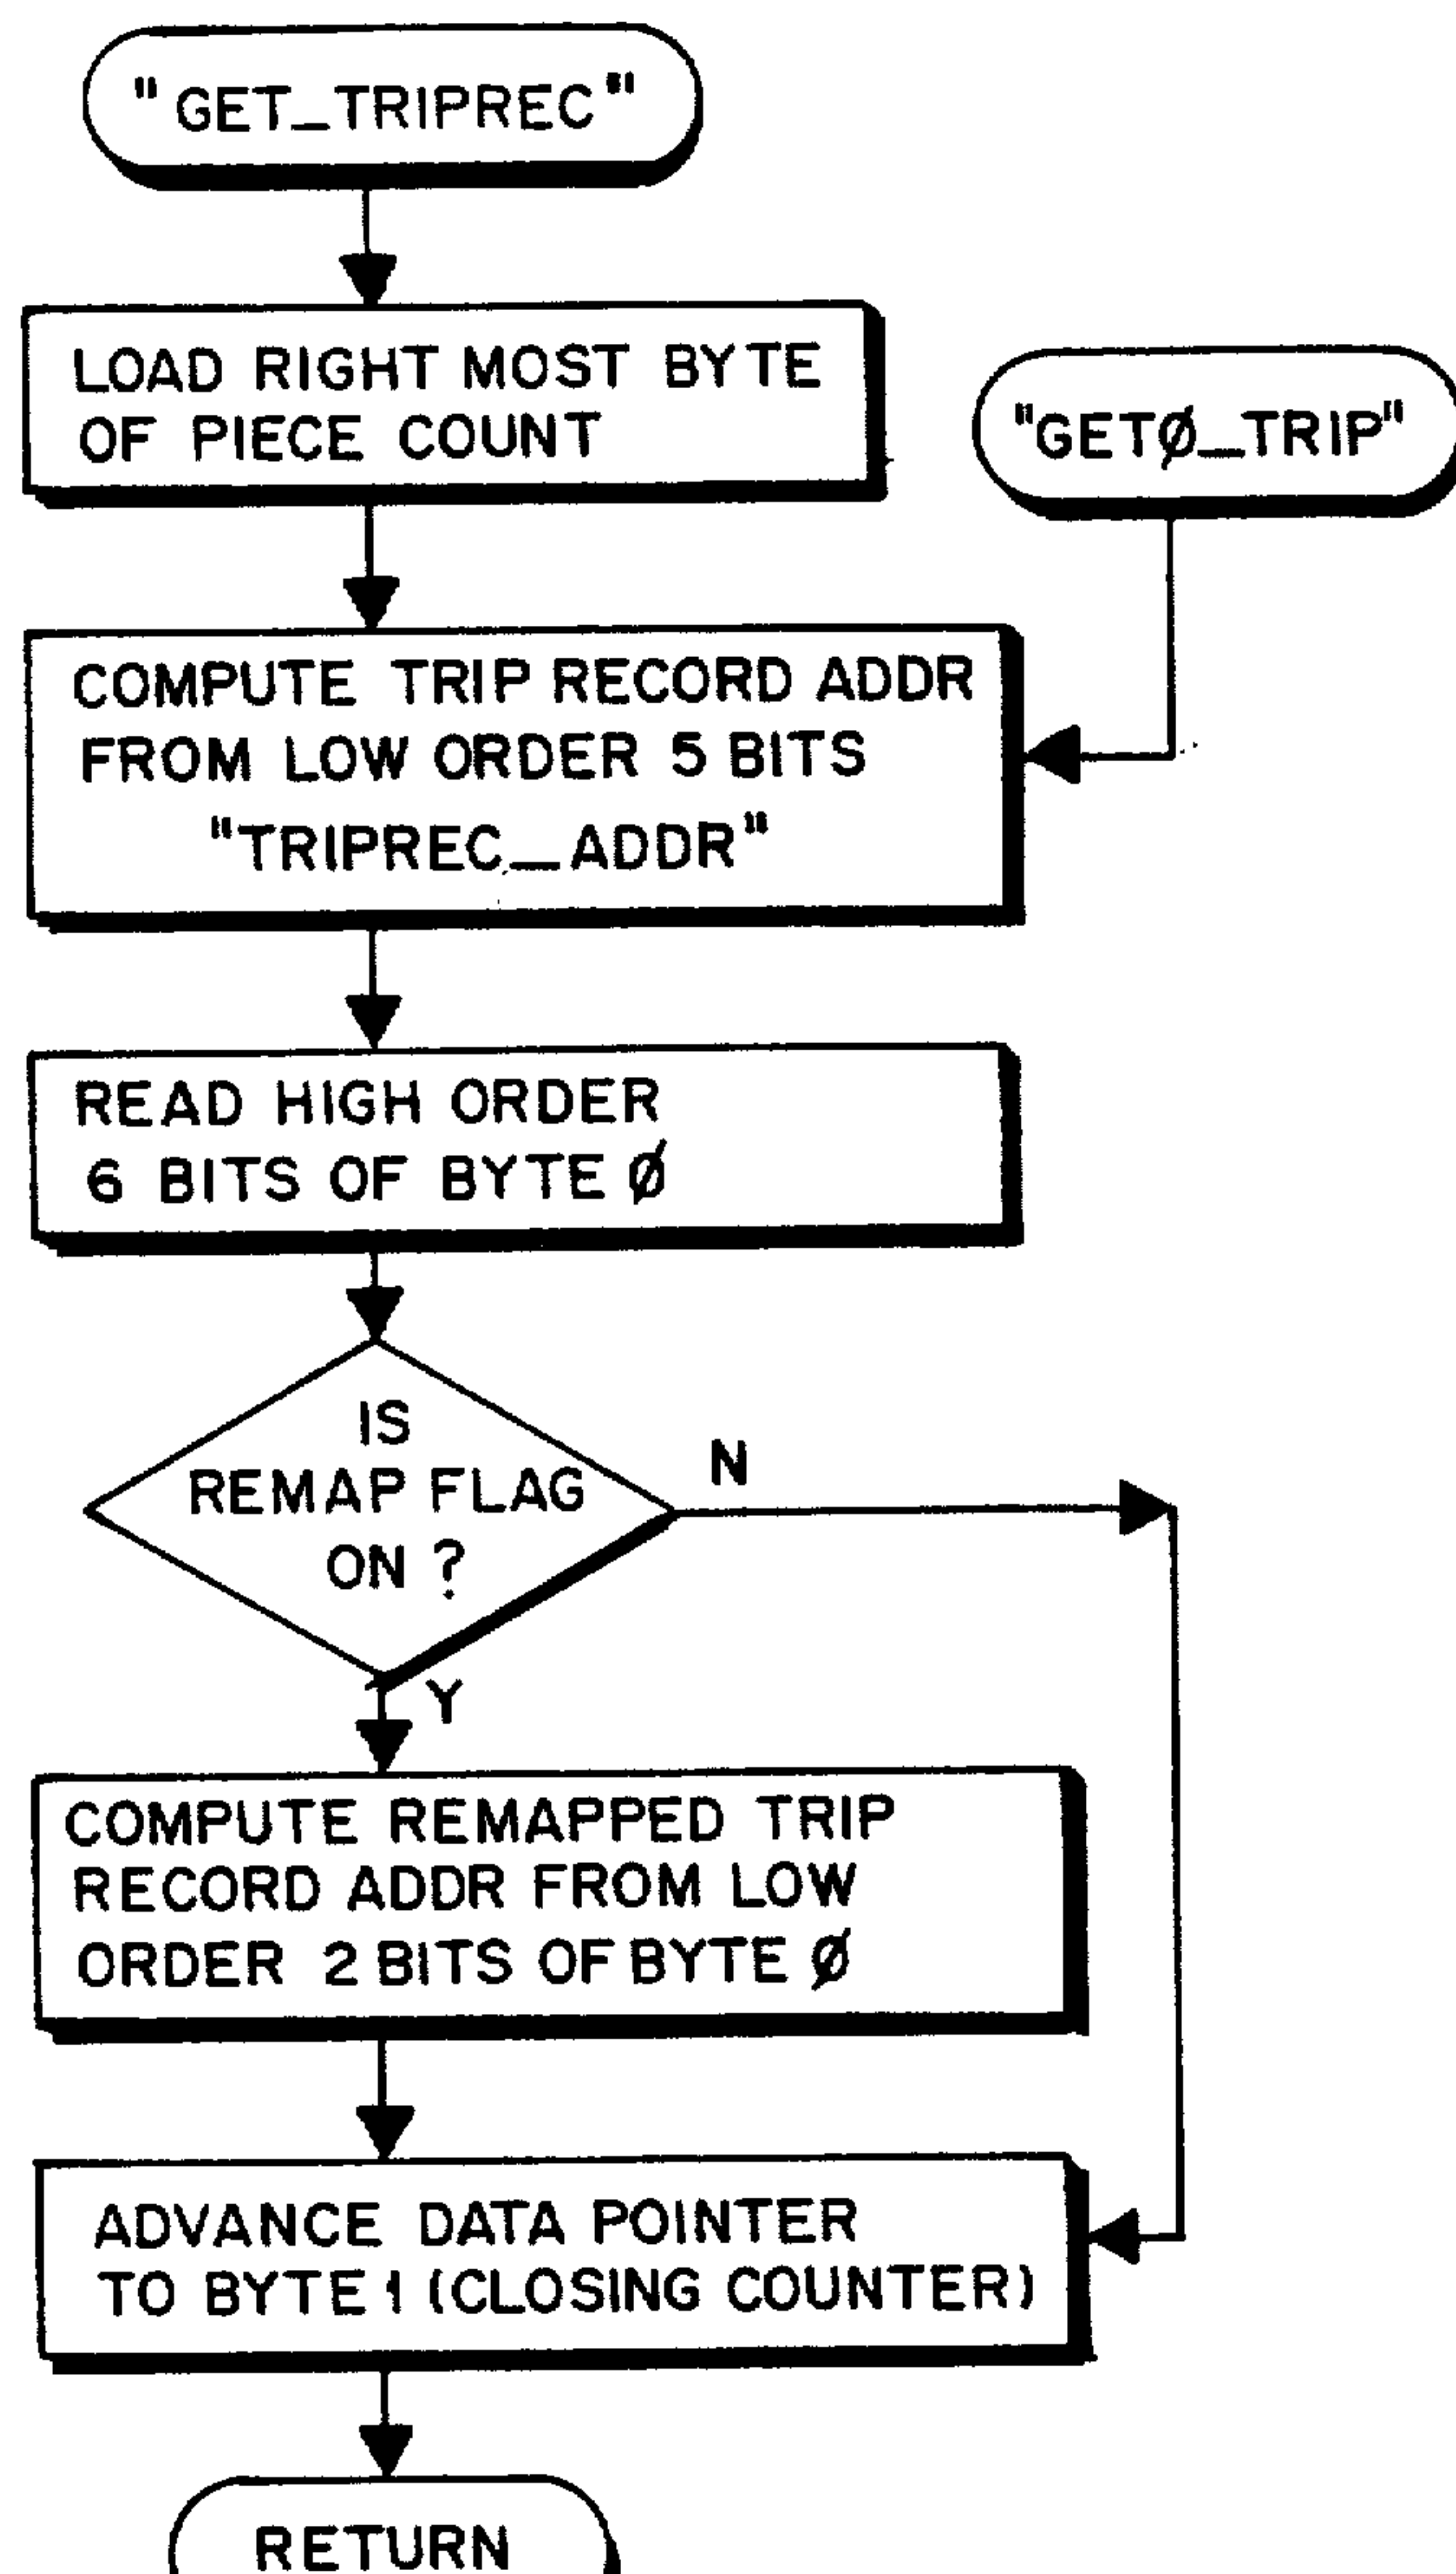 "GET_TRIPREC"
LOAD RIGHT MOST BYTE
OF PIECE COUNT
"GETØ_TRIP"
COMPUTE TRIP RECORD ADDR
FROM LOW ORDER 5 BITS
"TRIPREC_ADDR"
READ HIGH ORDER
6 BITS OF BYTE Ø
IS
REMAP FLAG
ON ?
N
Y
COMPUTE REMAPPED TRIP
RECORD ADDR FROM LOW
ORDER 2 BITS OF BYTE Ø
ADVANCE DATA POINTER
TO BYTE 1 (CLOSING COUNTER)
RETURN